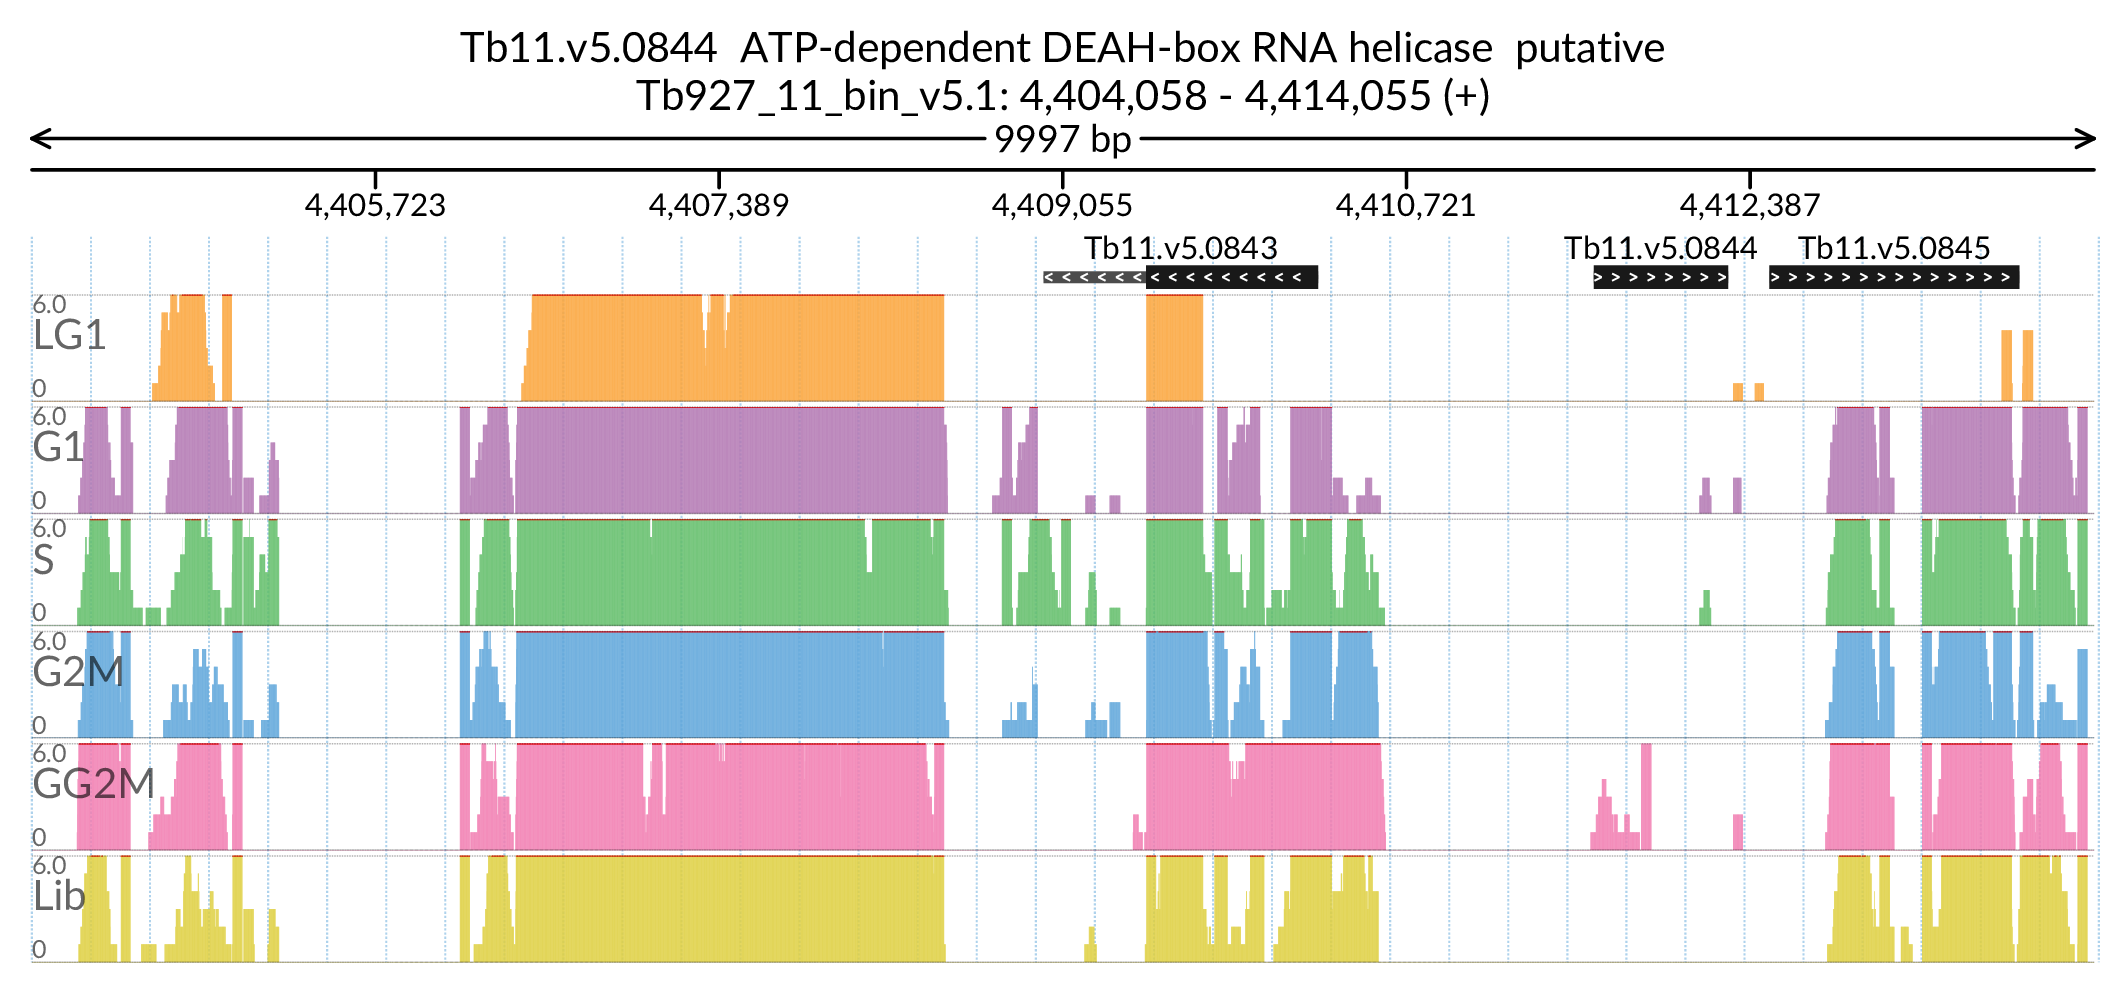 Tb11.v5.0844  ATP-dependent DEAH-box RNA helicase  putative
Tb927_11_bin_v5.1: 4,404,058 - 4,414,055 (+)
9997 bp
4,405,723 4,407,389 4,409,055 4,410,721 4,412,387
Tb11.v5.0843 Tb11.v5.0844 Tb11.v5.0845
6.0
LG1
0
6.0
G1
0
6.0
S
0
6.0
G2M
0
6.0
GG2M
0
6.0
Lib
0